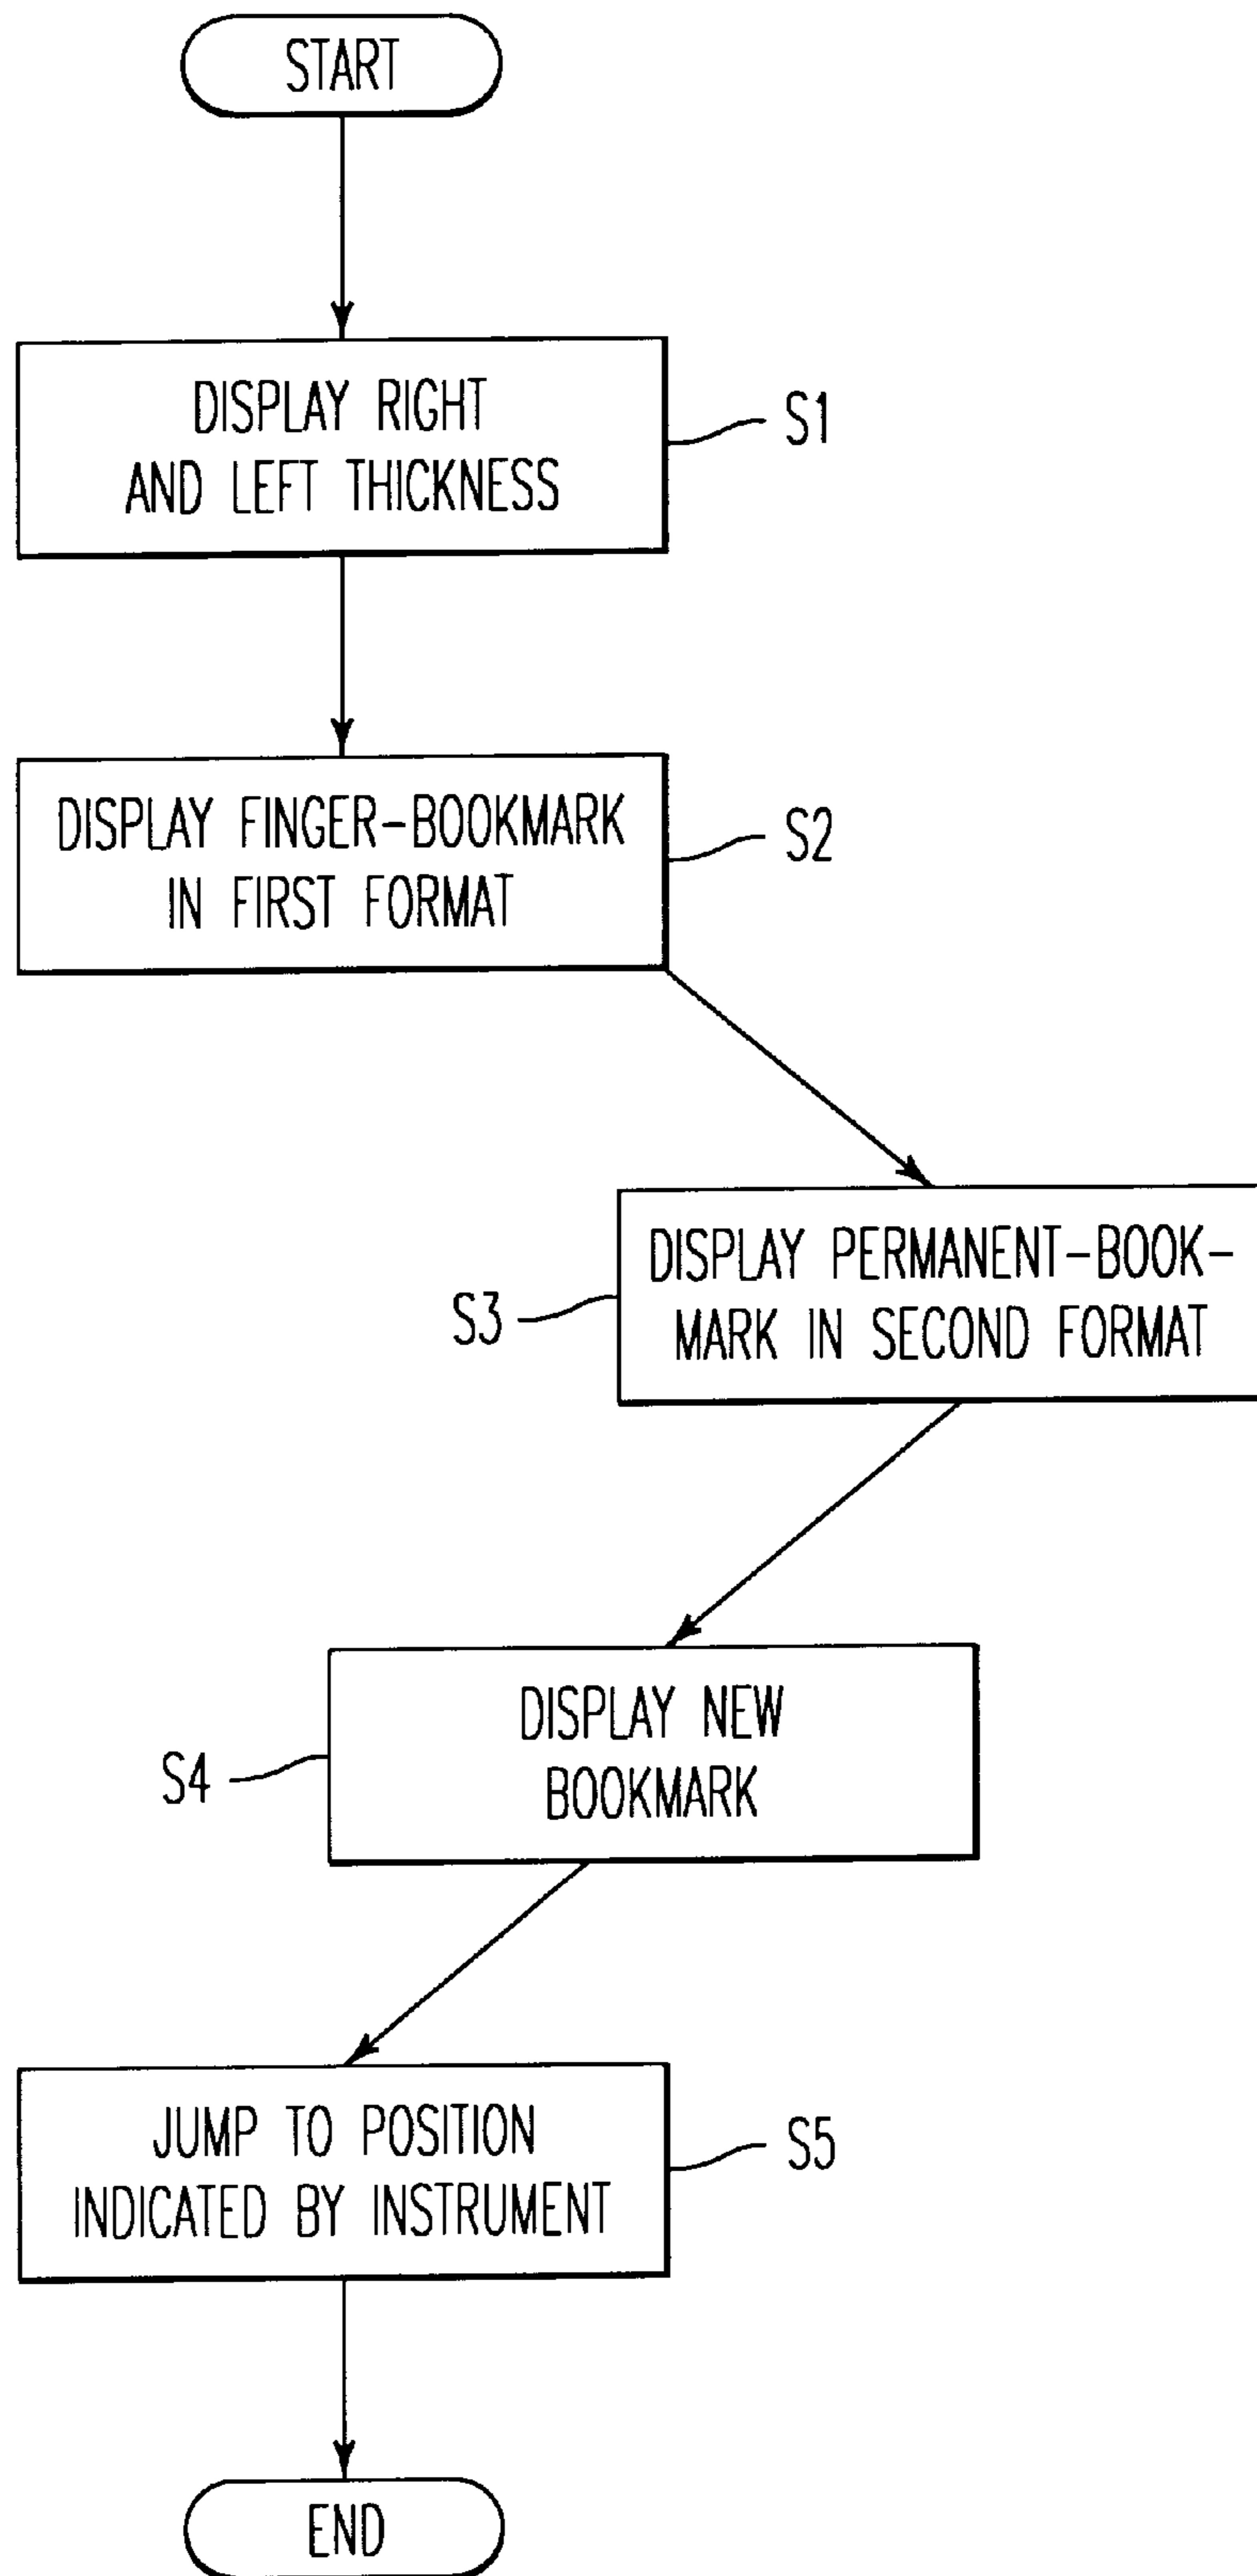 START
DISPLAY RIGHT
AND LEFT THICKNESS
S1
DISPLAY FINGER-BOOKMARK
IN FIRST FORMAT
S2
DISPLAY PERMANENT-BOOK-
MARK IN SECOND FORMAT
S3
DISPLAY NEW
BOOKMARK
S4
JUMP TO POSITION
INDICATED BY INSTRUMENT
S5
END